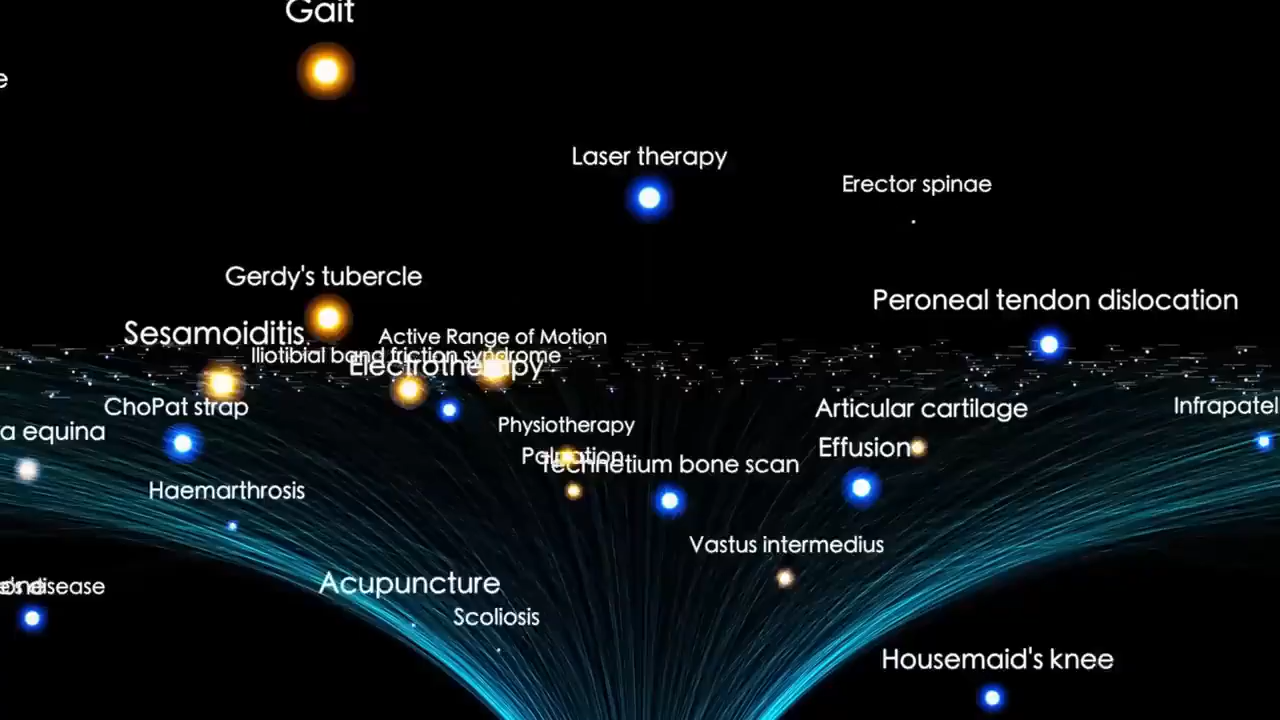 Gait
e
Laser therapy
Erector spinae
Gerdy's tubercle
Peroneal tendon dislocation
Sesamoiditis
Active Range of Motion
Iliotibial band friction syndrome
Electrotherapy
ChoPat strap
Articular cartilage
Infrapatel
a equina
Physiotherapy
Effusion
Palpation
Technetium bone scan
Haemarthrosis
Vastus intermedius
Acupuncture
disease
Scoliosis
Housemaid's knee